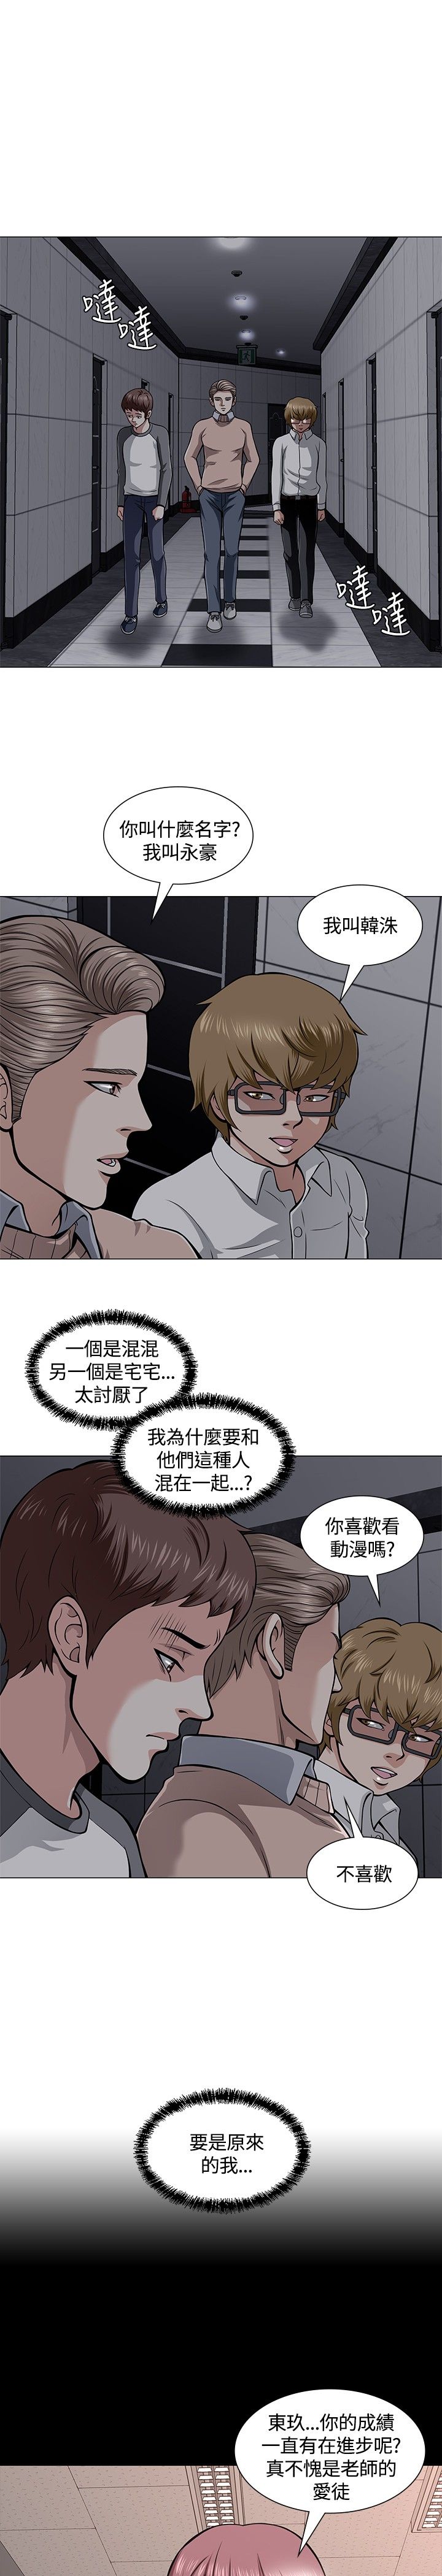 噠
噠
噠
噠
你叫什麼名字?
我叫永豪
我叫韓洙
一個是混混
另一個是宅宅...
太討厭了
我為什麼要和
他們這種人
混在一起...?
你喜歡看
動漫嗎?
不喜歡
要是原來
的我...
東玖...你的成績
一直有在進步呢?
真不愧是老師的
愛徒